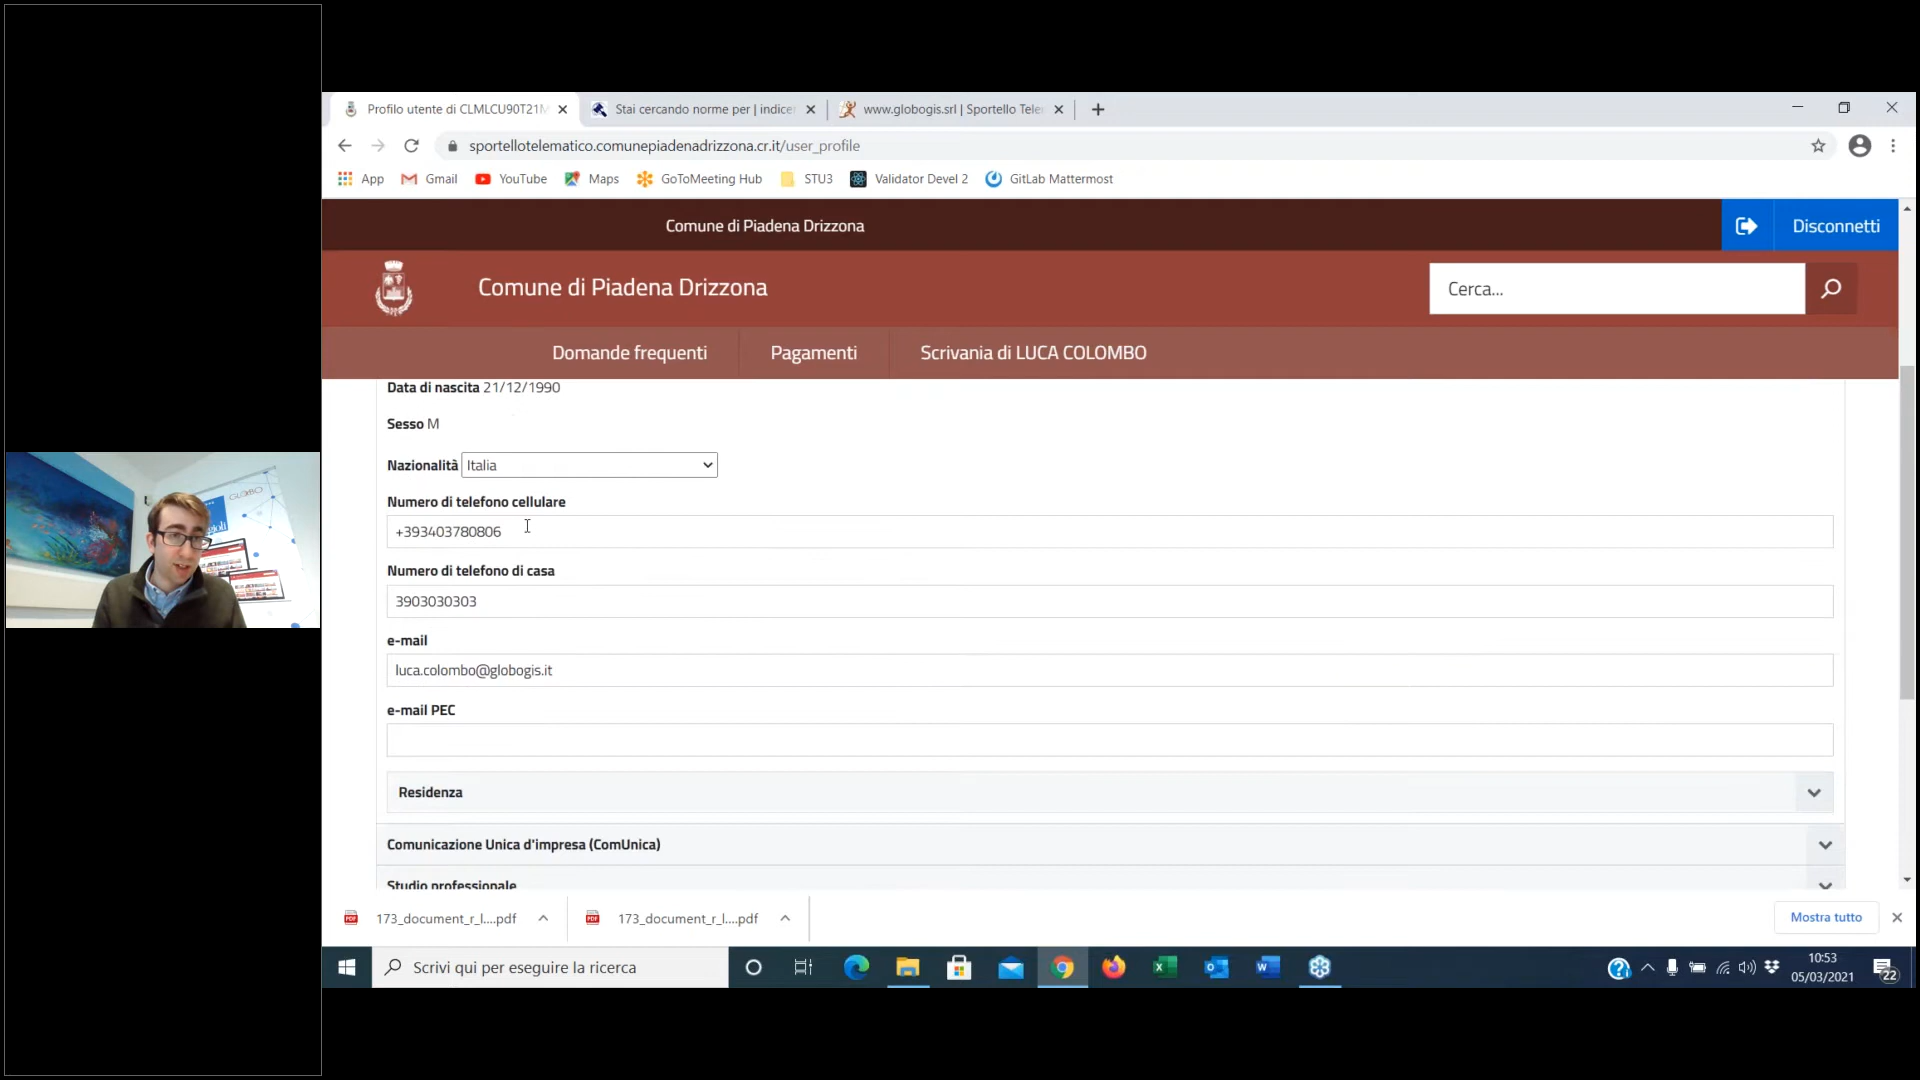 Profilo utente di CLMLCU90T21M
Stai cercando norme per | indicer
www.globogis.srl | Sportello Tele
sportellotelematico.comunepiadenadrizzona.cr.it/user_profile
App
Gmail
YouTube
Maps
GoToMeeting Hub
STU3
Validator Devel 2
GitLab Mattermost
Comune di Piadena Drizzona
Disconnetti
Comune di Piadena Drizzona
Cerca...
Domande frequenti
Pagamenti
Scrivania di LUCA COLOMBO
Data di nascita 21/12/1990
Sesso M
Nazionalità Italia
Numero di telefono cellulare
+393403780806
Numero di telefono di casa
3903030303
e-mail
luca.colombo@globogis.it
e-mail PEC
Residenza
Comunicazione Unica d'impresa (ComUnica)
Studio professionale
173_document_r_l....pdf
173_document_r_l....pdf
Mostra tutto
Scrivi qui per eseguire la ricerca
10:53
05/03/2021
22